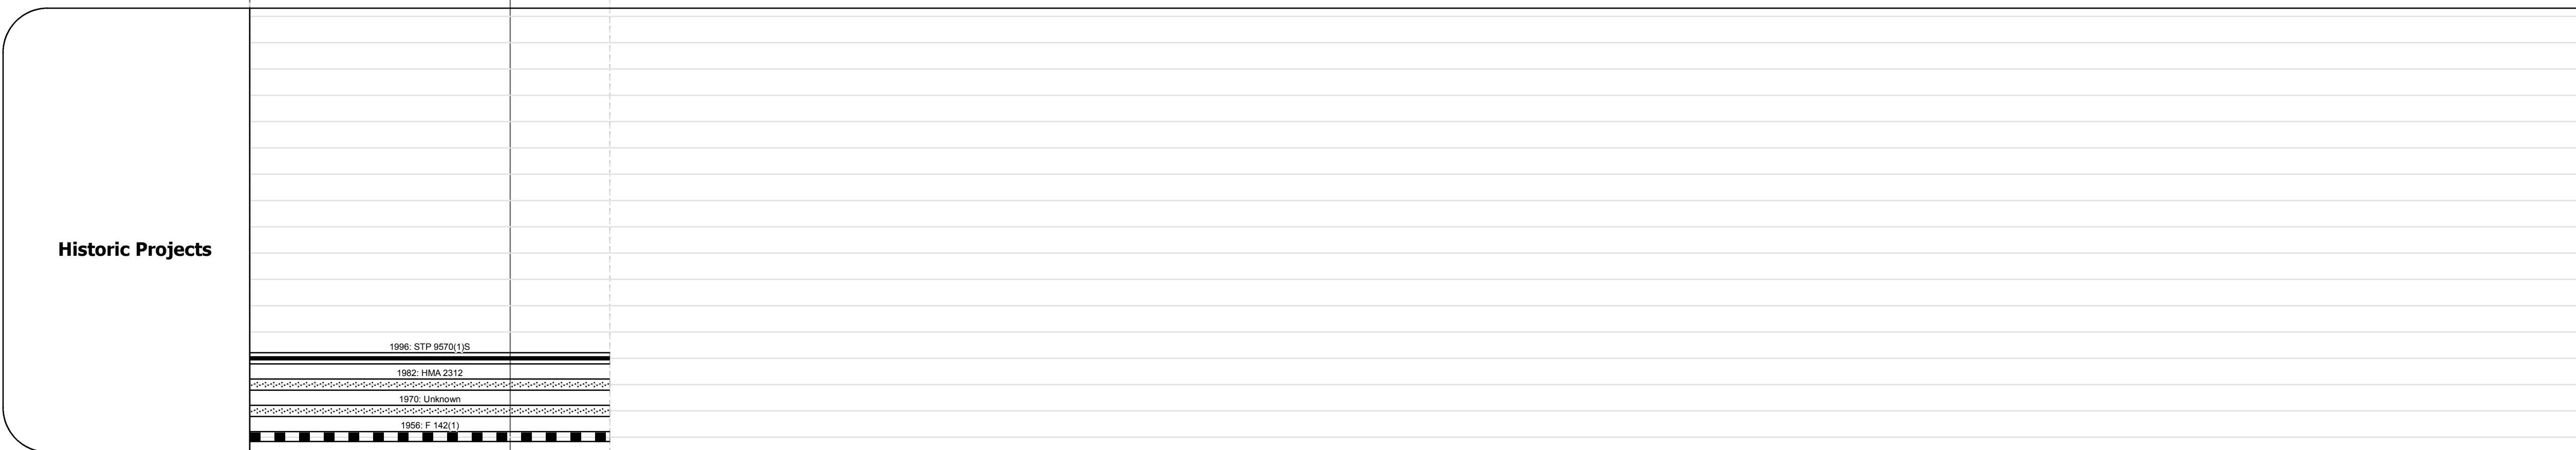 Historic Projects
1996: STP 9570(1)S
1982: HMA 2312
1970: Unknown
1956: F 142(1)